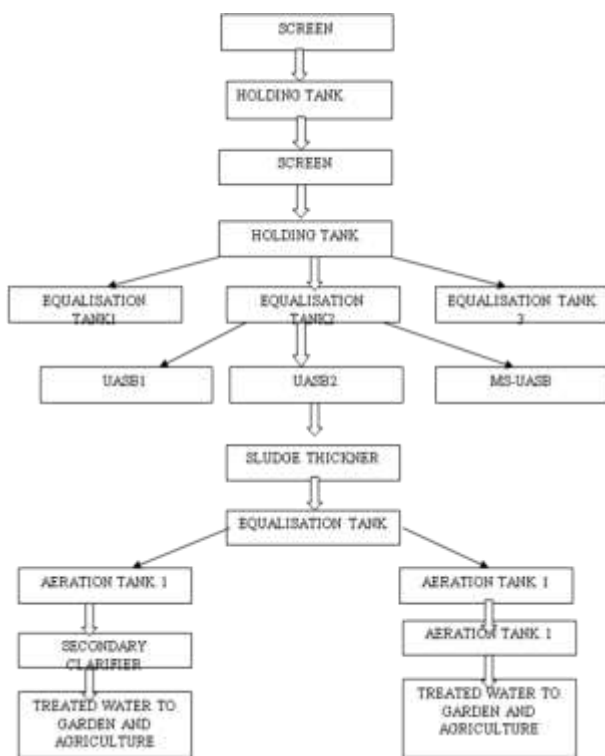 SCREEN
HOLDING TANK
SCREEN
HOLDING TANK
EQUALISATION
TANK1
EQUALISATION
TANK2
EQUALISATION TANK
3
UASB1
UASB2
MS-UASB
SLUDGE THICKNER
EQUALISATION TANK
AERATION TANK 1
AERATION TANK 1
SECONDARY
CLARIFIER
AERATION TANK 1
TREATED WATER TO
GARDEN AND
AGRICULTURE
TREATED WATER TO
GARDEN AND
AGRICULTURE